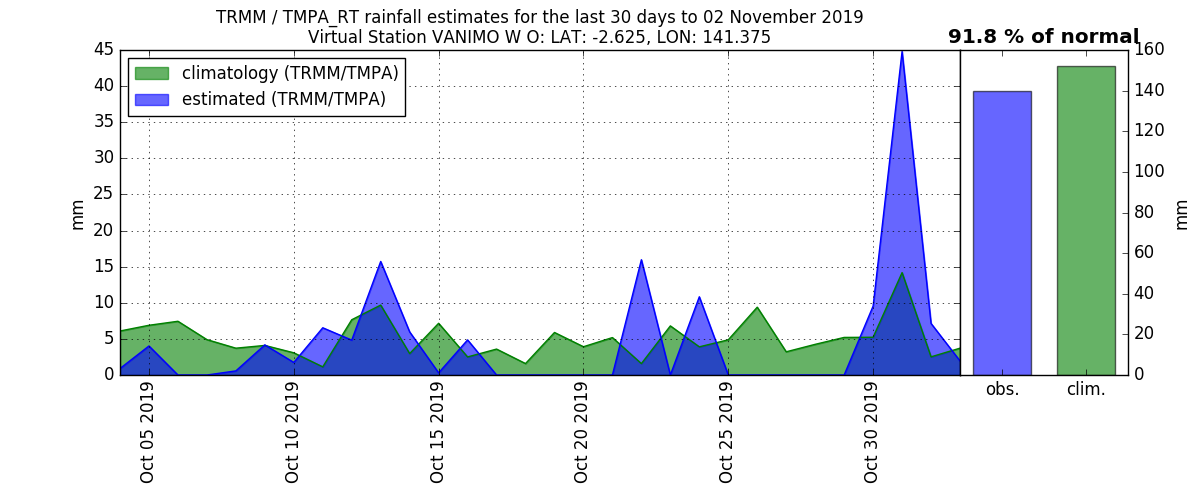 TRMM / TMPA_RT rainfall estimates for the last 30 days to 02 November 2019
Virtual Station VANIMO W O: LAT: -2.625, LON: 141.375
91.8 % of normal
climatology (TRMM/TMPA)
estimated (TRMM/TMPA)
45
40
35
30
25
20
15
10
5
0
mm
Oct 05 2019
Oct 10 2019
Oct 15 2019
Oct 20 2019
Oct 25 2019
Oct 30 2019
160
140
120
100
80
60
40
20
0
mm
obs.
clim.